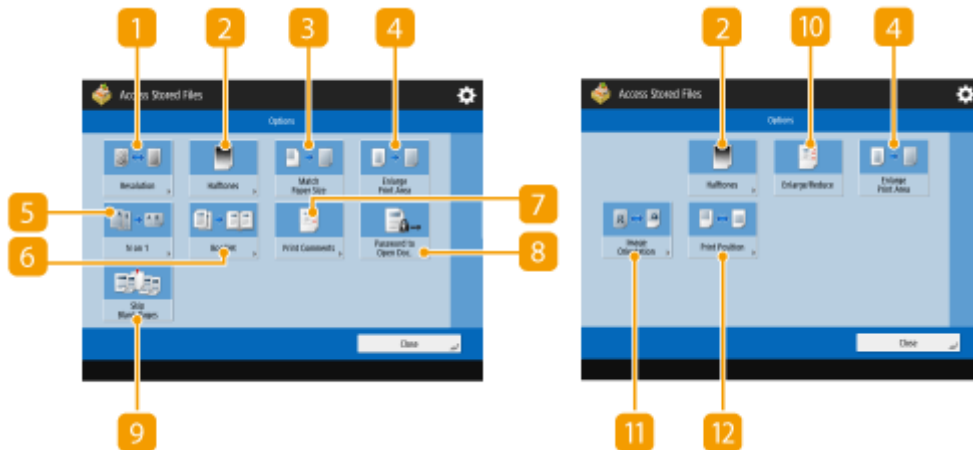 1
2
3
4
2
10
4
Access Stored Files
Access Stored Files
Options
Options
Resolution
Halftones
Match
Paper Size
Enlarge
Print Area
Halftones
Enlarge/Reduce
Enlarge
Print Area
5
7
N on 1
Booklet
Print Comments
Password to
Open Doc.
Image
Orientation
Print Position
6
8
Skip
Blank Pages
Close
Close
9
11
12